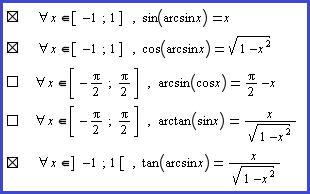 ☒ ∀ x ∈ [ −1 ; 1 ] , sin(arcsin x) = x
☒ ∀ x ∈ [ −1 ; 1 ] , cos(arcsin x) = √(1 − x²)
☐ ∀ x ∈ [ −π/2 ; π/2 ] , arcsin(cos x) = π/2 − x
☐ ∀ x ∈ [ −π/2 ; π/2 ] , arctan(sin x) = x/√(1 − x²)
☒ ∀ x ∈ ] −1 ; 1 [ , tan(arcsin x) = x/√(1 − x²)